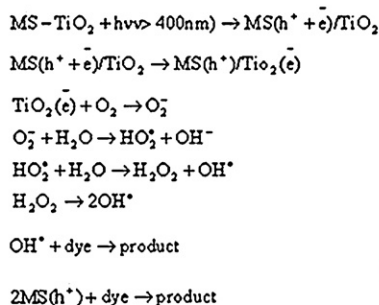 MS−TiO₂ +hνv> 400nm) →MS(h⁺ +e̅)/TiO₂
MS(h⁺ +e̅)/TiO₂ →MS(h⁺)/Tio₂(e̅)
TiO₂(e̅)+O₂ →O₂⁻
O₂⁻+H₂O →HO₂•+OH⁻
HO₂•+H₂O →H₂O₂ +OH•
H₂O₂ →2OH•
OH• +dye →product
2MS(h⁺)+dye →product